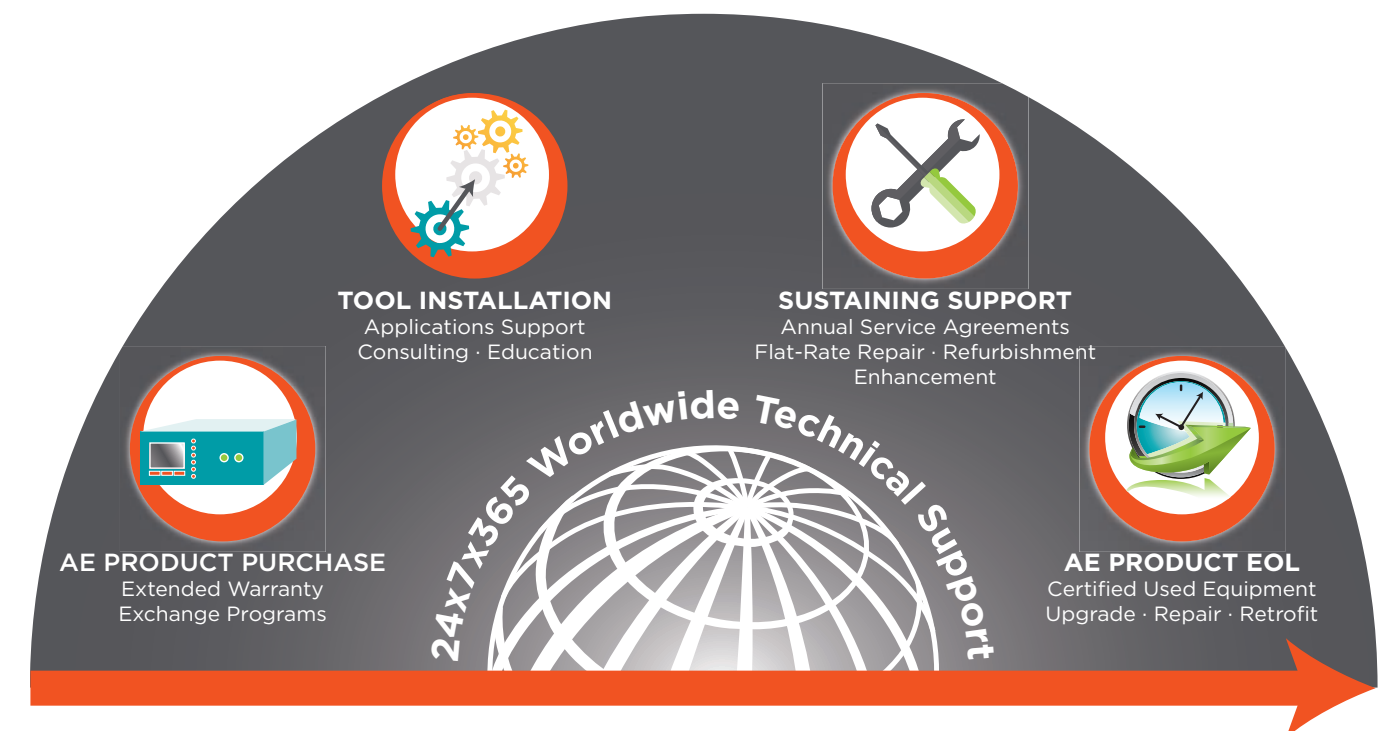 TOOL INSTALLATION
Applications Support
Consulting · Education
SUSTAINING SUPPORT
Annual Service Agreements
Flat-Rate Repair · Refurbishment
Enhancement
AE PRODUCT PURCHASE
Extended Warranty
Exchange Programs
24x7x365 Worldwide Technical Support
AE PRODUCT EOL
Certified Used Equipment
Upgrade · Repair · Retrofit